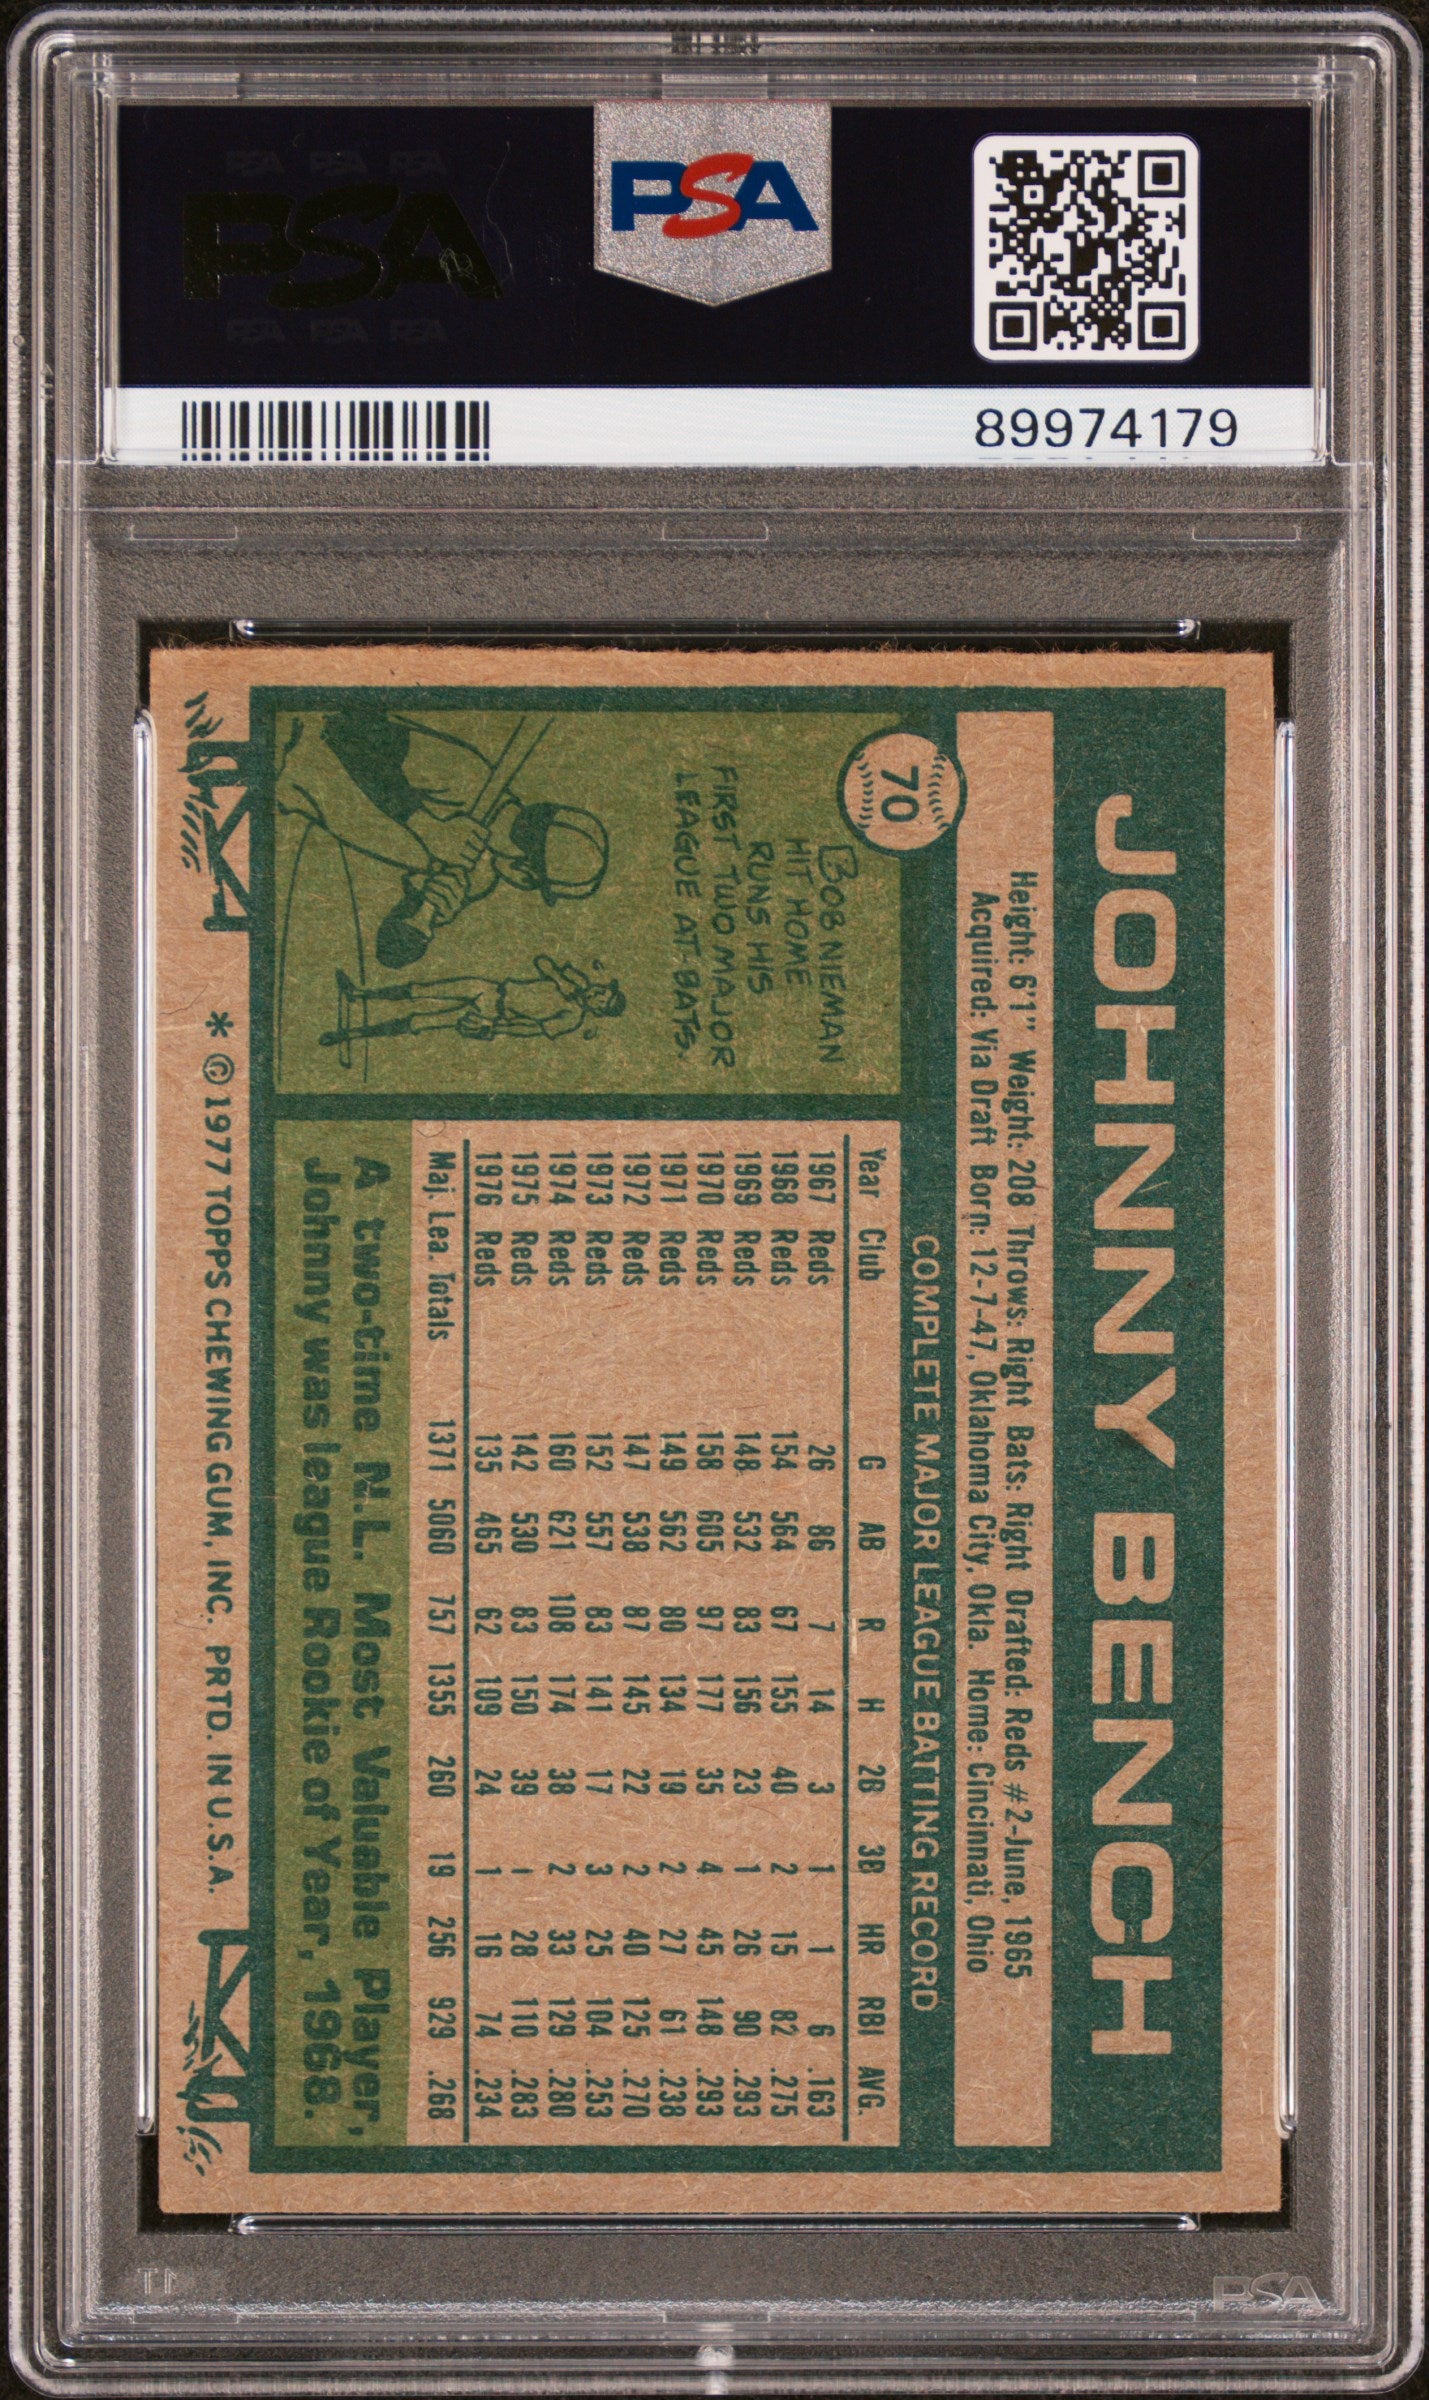 PSA
PSA PSA PSA
PSA
PSA PSA PSA
89974179
JOHNNY BENCH
Height: 6'1" Weight: 208 Throws: Right Bats: Right Drafted: Reds #2-June, 1965
Acquired: Via Draft Born: 12-7-47, Oklahoma City, Okla. Home: Cincinnati, Ohio
70
BOB NIEMAN
HIT HOME
RUNS HIS
FIRST TWO MAJOR
LEAGUE AT-BATS.
COMPLETE MAJOR LEAGUE BATTING RECORD
Year Club G AB R H 2B 3B HR RBI AVG.
1967 Reds 26 86 7 14 3 1 1 6 .163
1968 Reds 154 564 67 155 40 2 15 82 .275
1969 Reds 148 532 83 156 23 1 26 90 .293
1970 Reds 158 605 97 177 35 4 45 148 .293
1971 Reds 149 562 80 134 19 2 27 61 .238
1972 Reds 147 538 87 145 22 2 40 125 .270
1973 Reds 152 557 83 141 17 3 25 104 .253
1974 Reds 160 621 108 174 38 2 33 129 .280
1975 Reds 142 530 83 150 39 1 28 110 .283
1976 Reds 135 465 62 109 24 1 16 74 .234
Maj. Lea. Totals 1371 5060 757 1355 260 19 256 929 .268
A two-time N.L. Most Valuable Player,
Johnny was league Rookie of Year, 1968.
* © 1977 TOPPS CHEWING GUM, INC. PRTD. IN U.S.A.
PSA